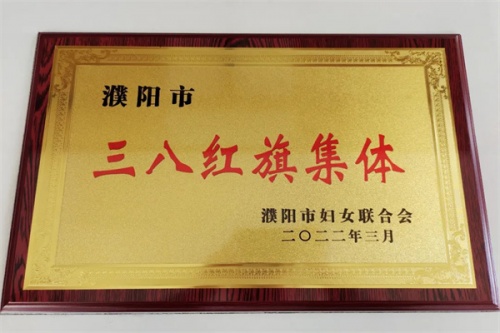 濮阳市
三八红旗集体
濮阳市妇女联合会
二〇二二年三月